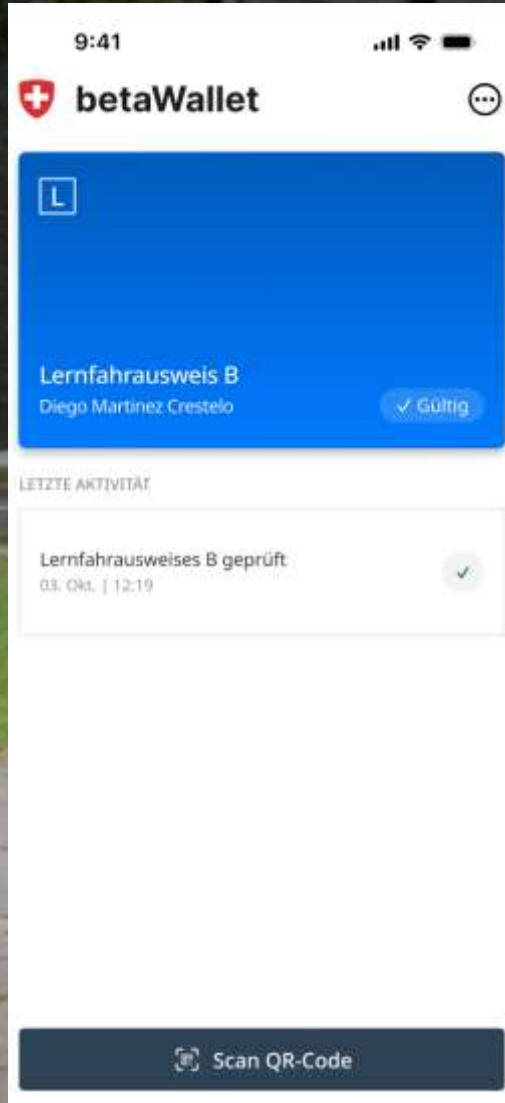 9:41
betaWallet
L
Lernfahrausweis B
Diego Martinez Crestelo
Gültig
LETZTE AKTIVITÄT
Lernfahrausweises B geprüft
03. Okt. | 12:19
Scan QR-Code